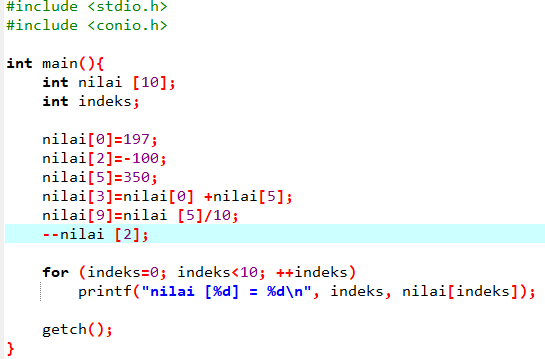 #include <stdio.h>
#include <conio.h>
int main(){
int nilai [10];
int indeks;
nilai[0]=197;
nilai[2]=-100;
nilai[5]=350;
nilai[3]=nilai[0] +nilai[5];
nilai[9]=nilai [5]/10;
--nilai [2];
for (indeks=0; indeks<10; ++indeks)
printf("nilai [%d] = %d\n", indeks, nilai[indeks]);
getch();
}